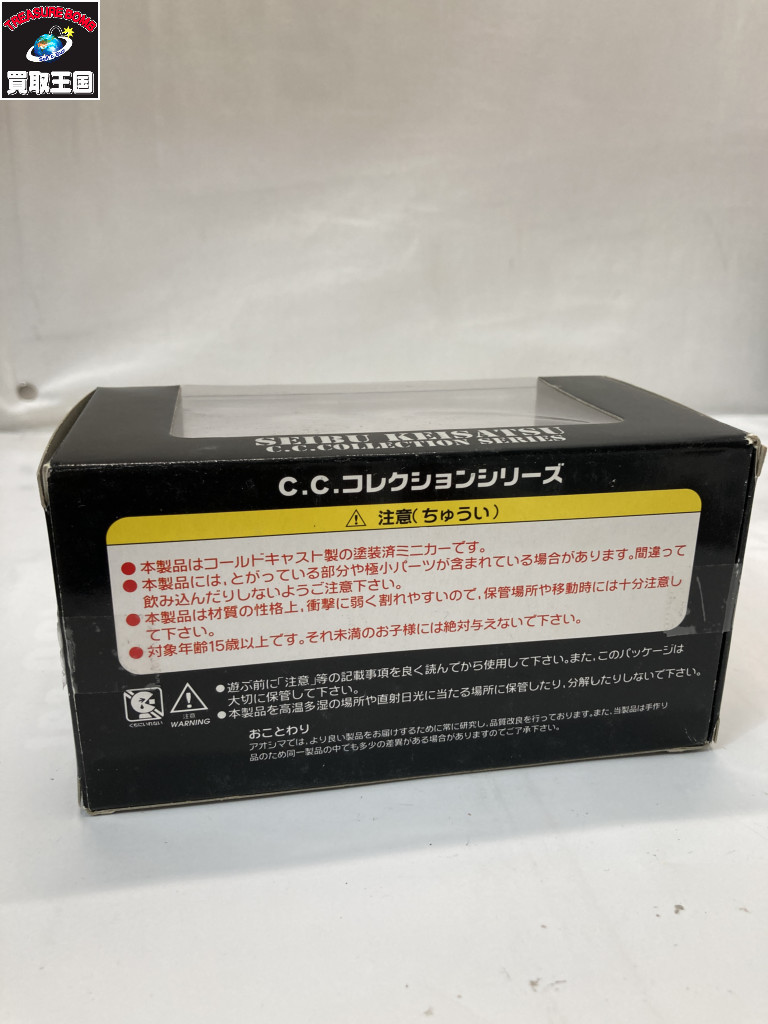 TREASURE BOMB
買取王国
SEIBU KEISATSU
C.C.COLLECTION SERIES
C.C.コレクションシリーズ
注意(ちゅうい)
●本製品はコールドキャスト製の塗装済ミニカーです。
●本製品には,とがっている部分や極小パーツが含まれている場合があります。間違って
飲み込んだりしないようご注意下さい。
●本製品は材質の性格上,衝撃に弱く割れやすいので,保管場所や移動時には十分注意し
て下さい。
●対象年齢15歳以上です。それ未満のお子様には絶対与えないで下さい。
●遊ぶ前に「注意」等の記載事項を良く読んでから使用して下さい。また,このパッケージは
大切に保管して下さい。
●本製品を高温多湿の場所や直射日光に当たる場所に保管したり,分解したりしないで下さい。
くちにいれない
注意
WARNING
おことわり
アオシマでは,より良い製品をお届けするために常に研究し,品質改良を行っております。また,当製品は手作り
品のため同一製品の中でも多少の差異がある場合がありますのでご了承下さい。